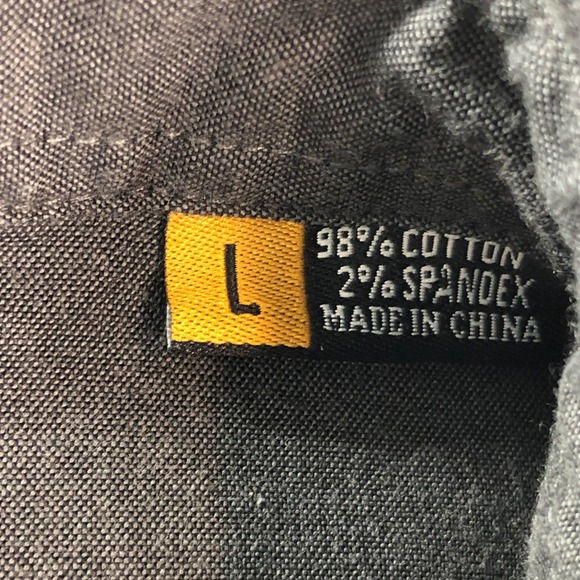 L
98% COTTON
2% SPANDEX
MADE IN CHINA